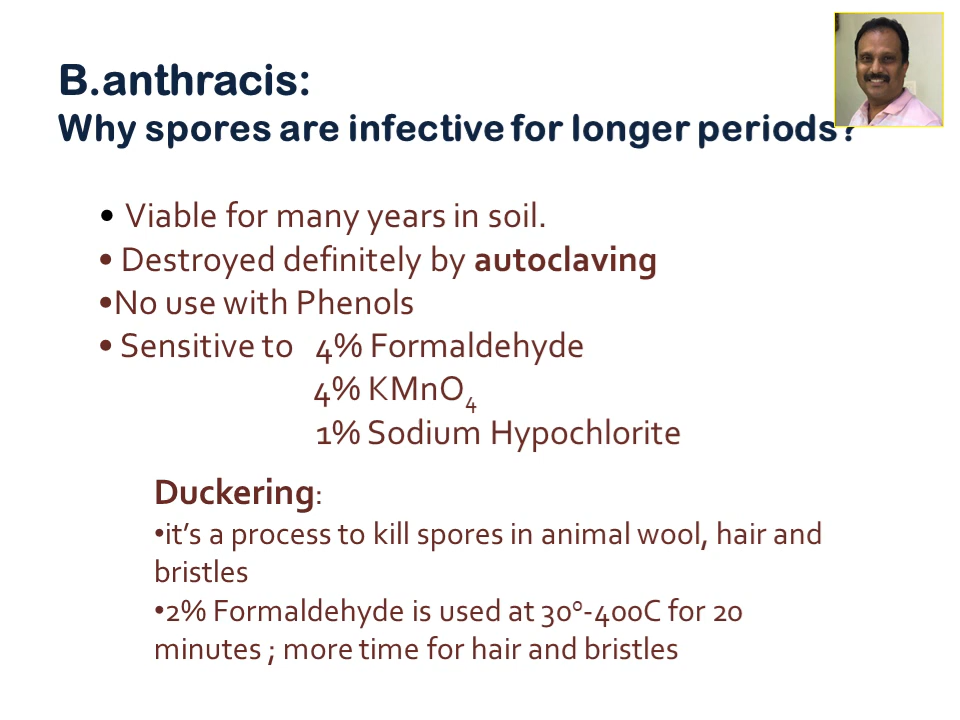 B.anthracis:
Why spores are infective for longer periods?
• Viable for many years in soil.
• Destroyed definitely by autoclaving
•No use with Phenols
• Sensitive to 4% Formaldehyde
4% KMnO₄
1% Sodium Hypochlorite
Duckering:
•it’s a process to kill spores in animal wool, hair and
bristles
•2% Formaldehyde is used at 30⁰-400C for 20
minutes ; more time for hair and bristles